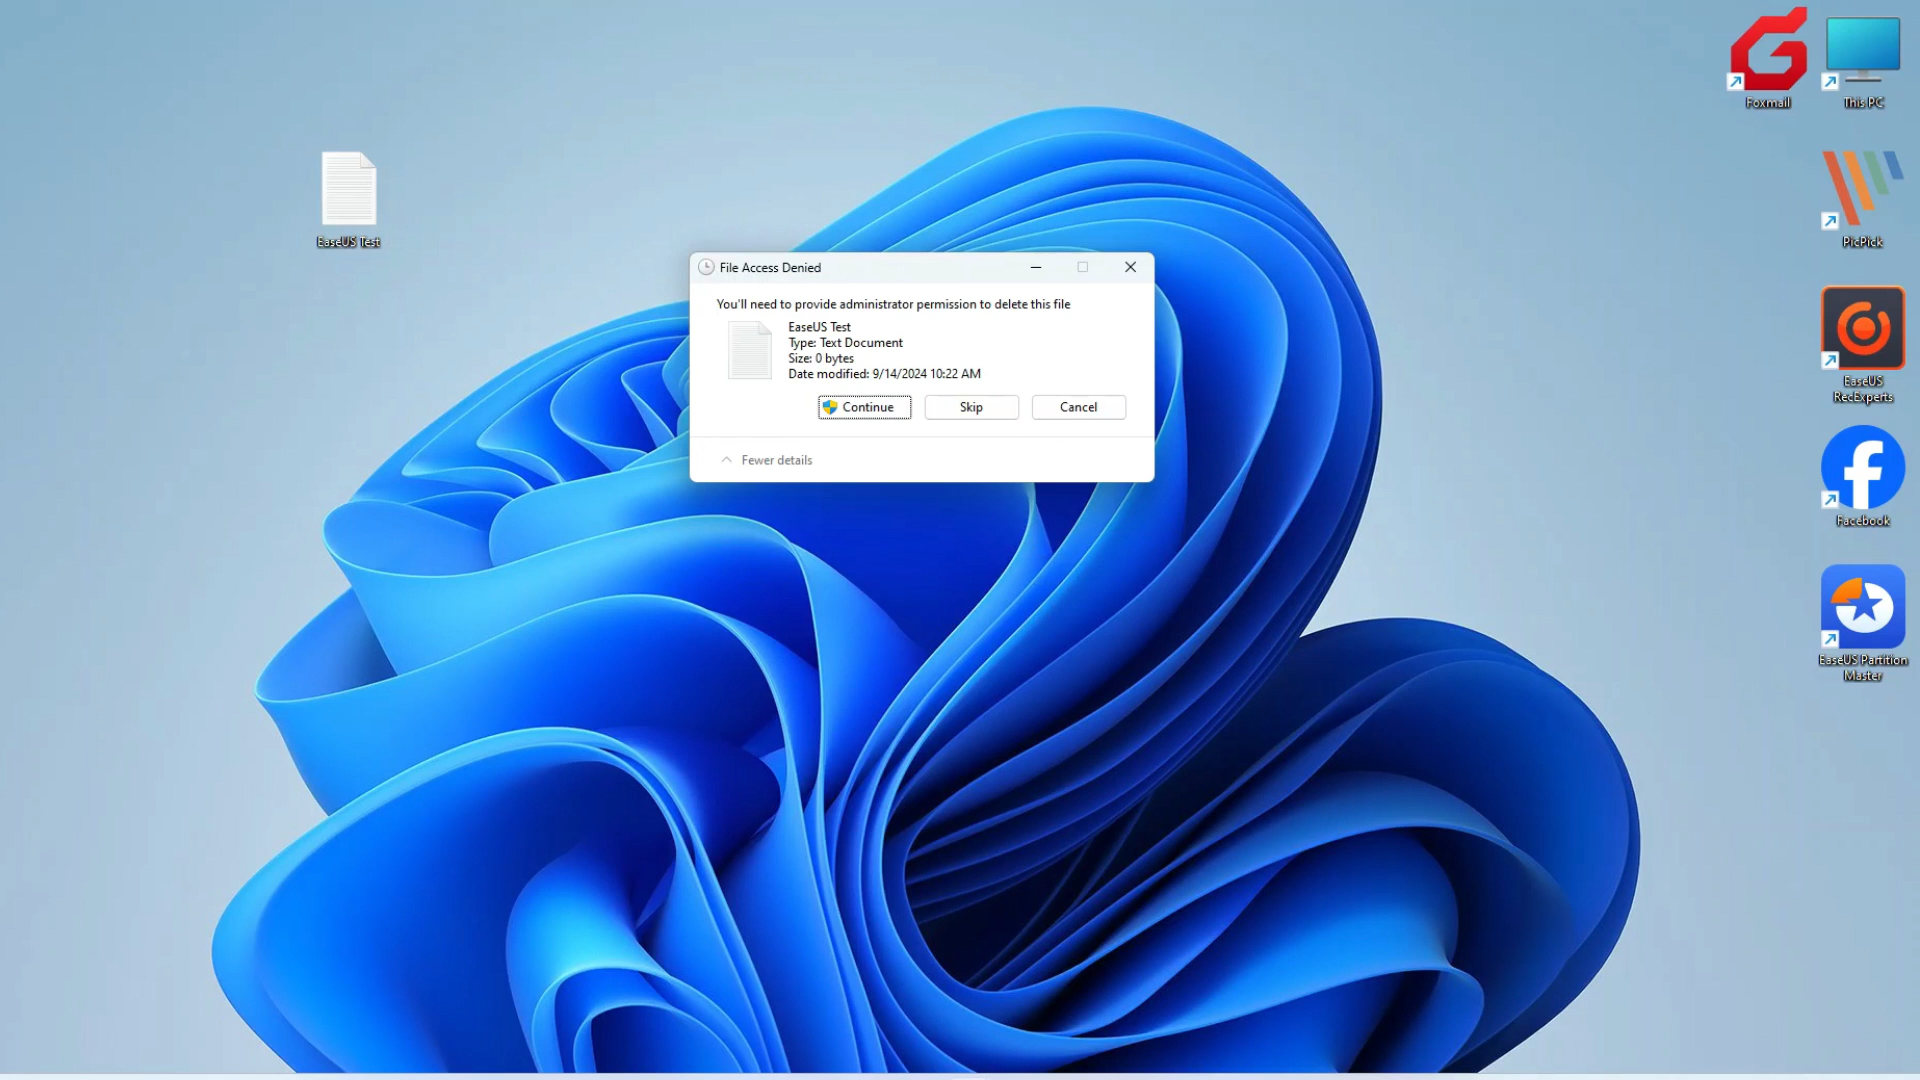 Foxmail
This PC
EaseUS Test
PicPick
File Access Denied
You'll need to provide administrator permission to delete this file
EaseUS Test
Type: Text Document
Size: 0 bytes
Date modified: 9/14/2024 10:22 AM
Continue
Skip
Cancel
Fewer details
EaseUS
RecExperts
Facebook
EaseUS Partition
Master